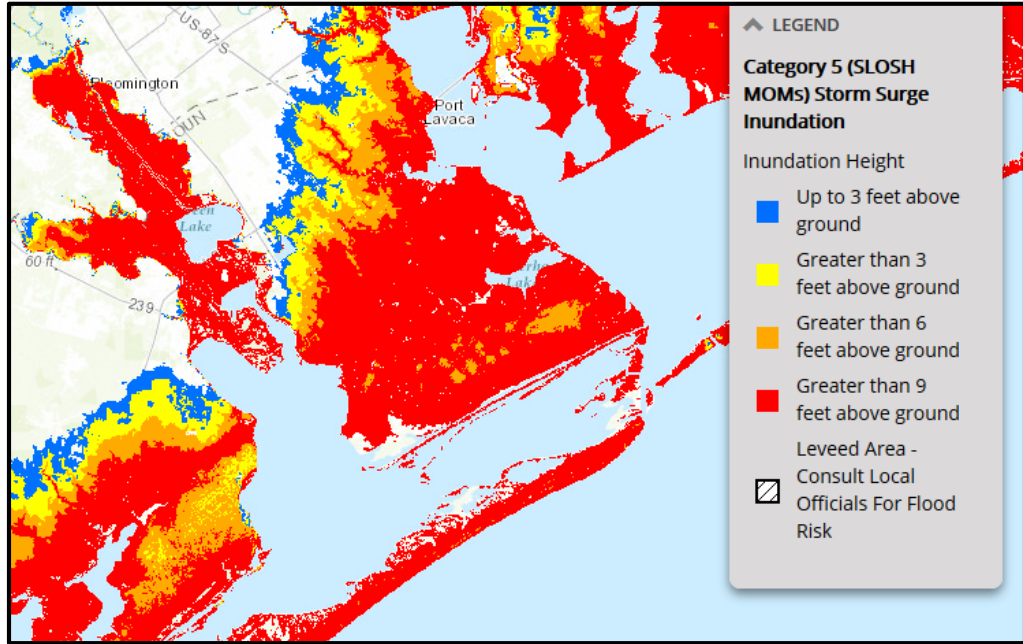 US-87-S
Bloomington
OUN
Port
Lavaca
Lake
Lake
60 ft
239
LEGEND
Category 5 (SLOSH
MOMs) Storm Surge
Inundation
Inundation Height
Up to 3 feet above
ground
Greater than 3
feet above ground
Greater than 6
feet above ground
Greater than 9
feet above ground
Leveed Area -
Consult Local
Officials For Flood
Risk